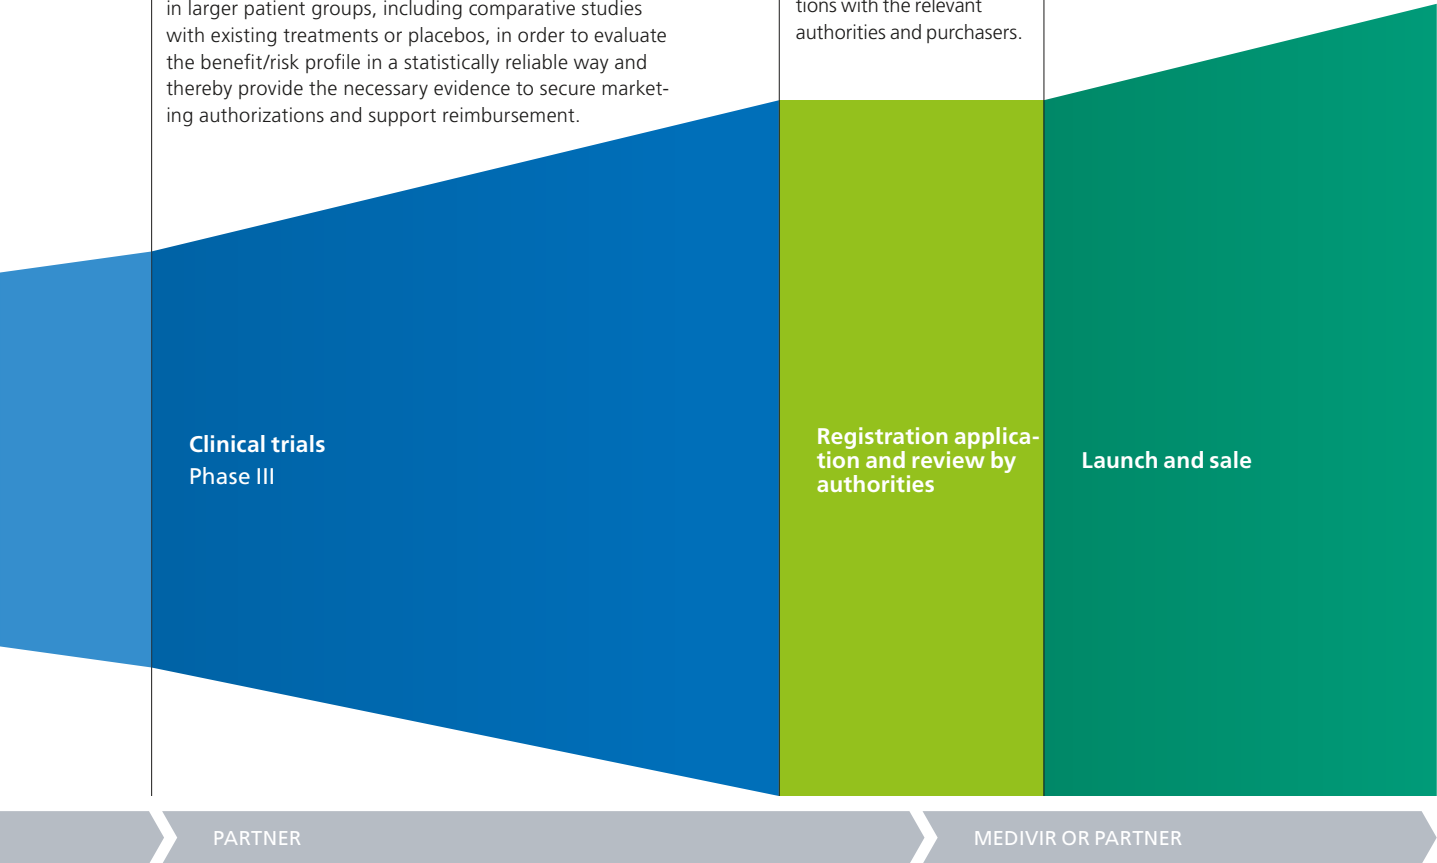 in larger patient groups, including comparative studies
with existing treatments or placebos, in order to evaluate
the benefit/risk profile in a statistically reliable way and
thereby provide the necessary evidence to secure market-
ing authorizations and support reimbursement.
tions with the relevant
authorities and purchasers.
Clinical trials
Phase III
Registration applica-
tion and review by
authorities
Launch and sale
PARTNER
MEDIVIR OR PARTNER